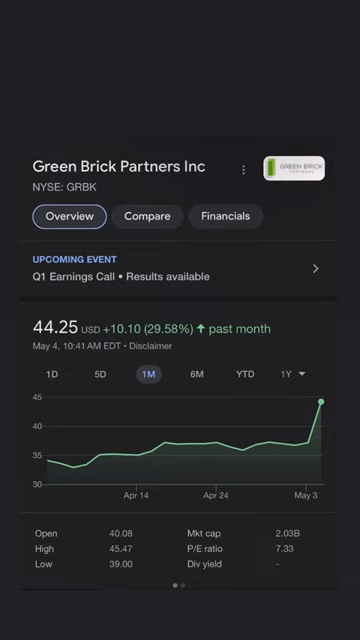 Green Brick Partners Inc
GREEN BRICK
PARTNERS
NYSE: GRBK
Overview Compare Financials
UPCOMING EVENT
Q1 Earnings Call • Results available
44.25 USD +10.10 (29.58%) ↑ past month
May 4, 10:41 AM EDT • Disclaimer
1D 5D 1M 6M YTD 1Y
45
40
35
30
Apr 14 Apr 24 May 3
Open 40.08 Mkt cap 2.03B
High 45.47 P/E ratio 7.33
Low 39.00 Div yield -